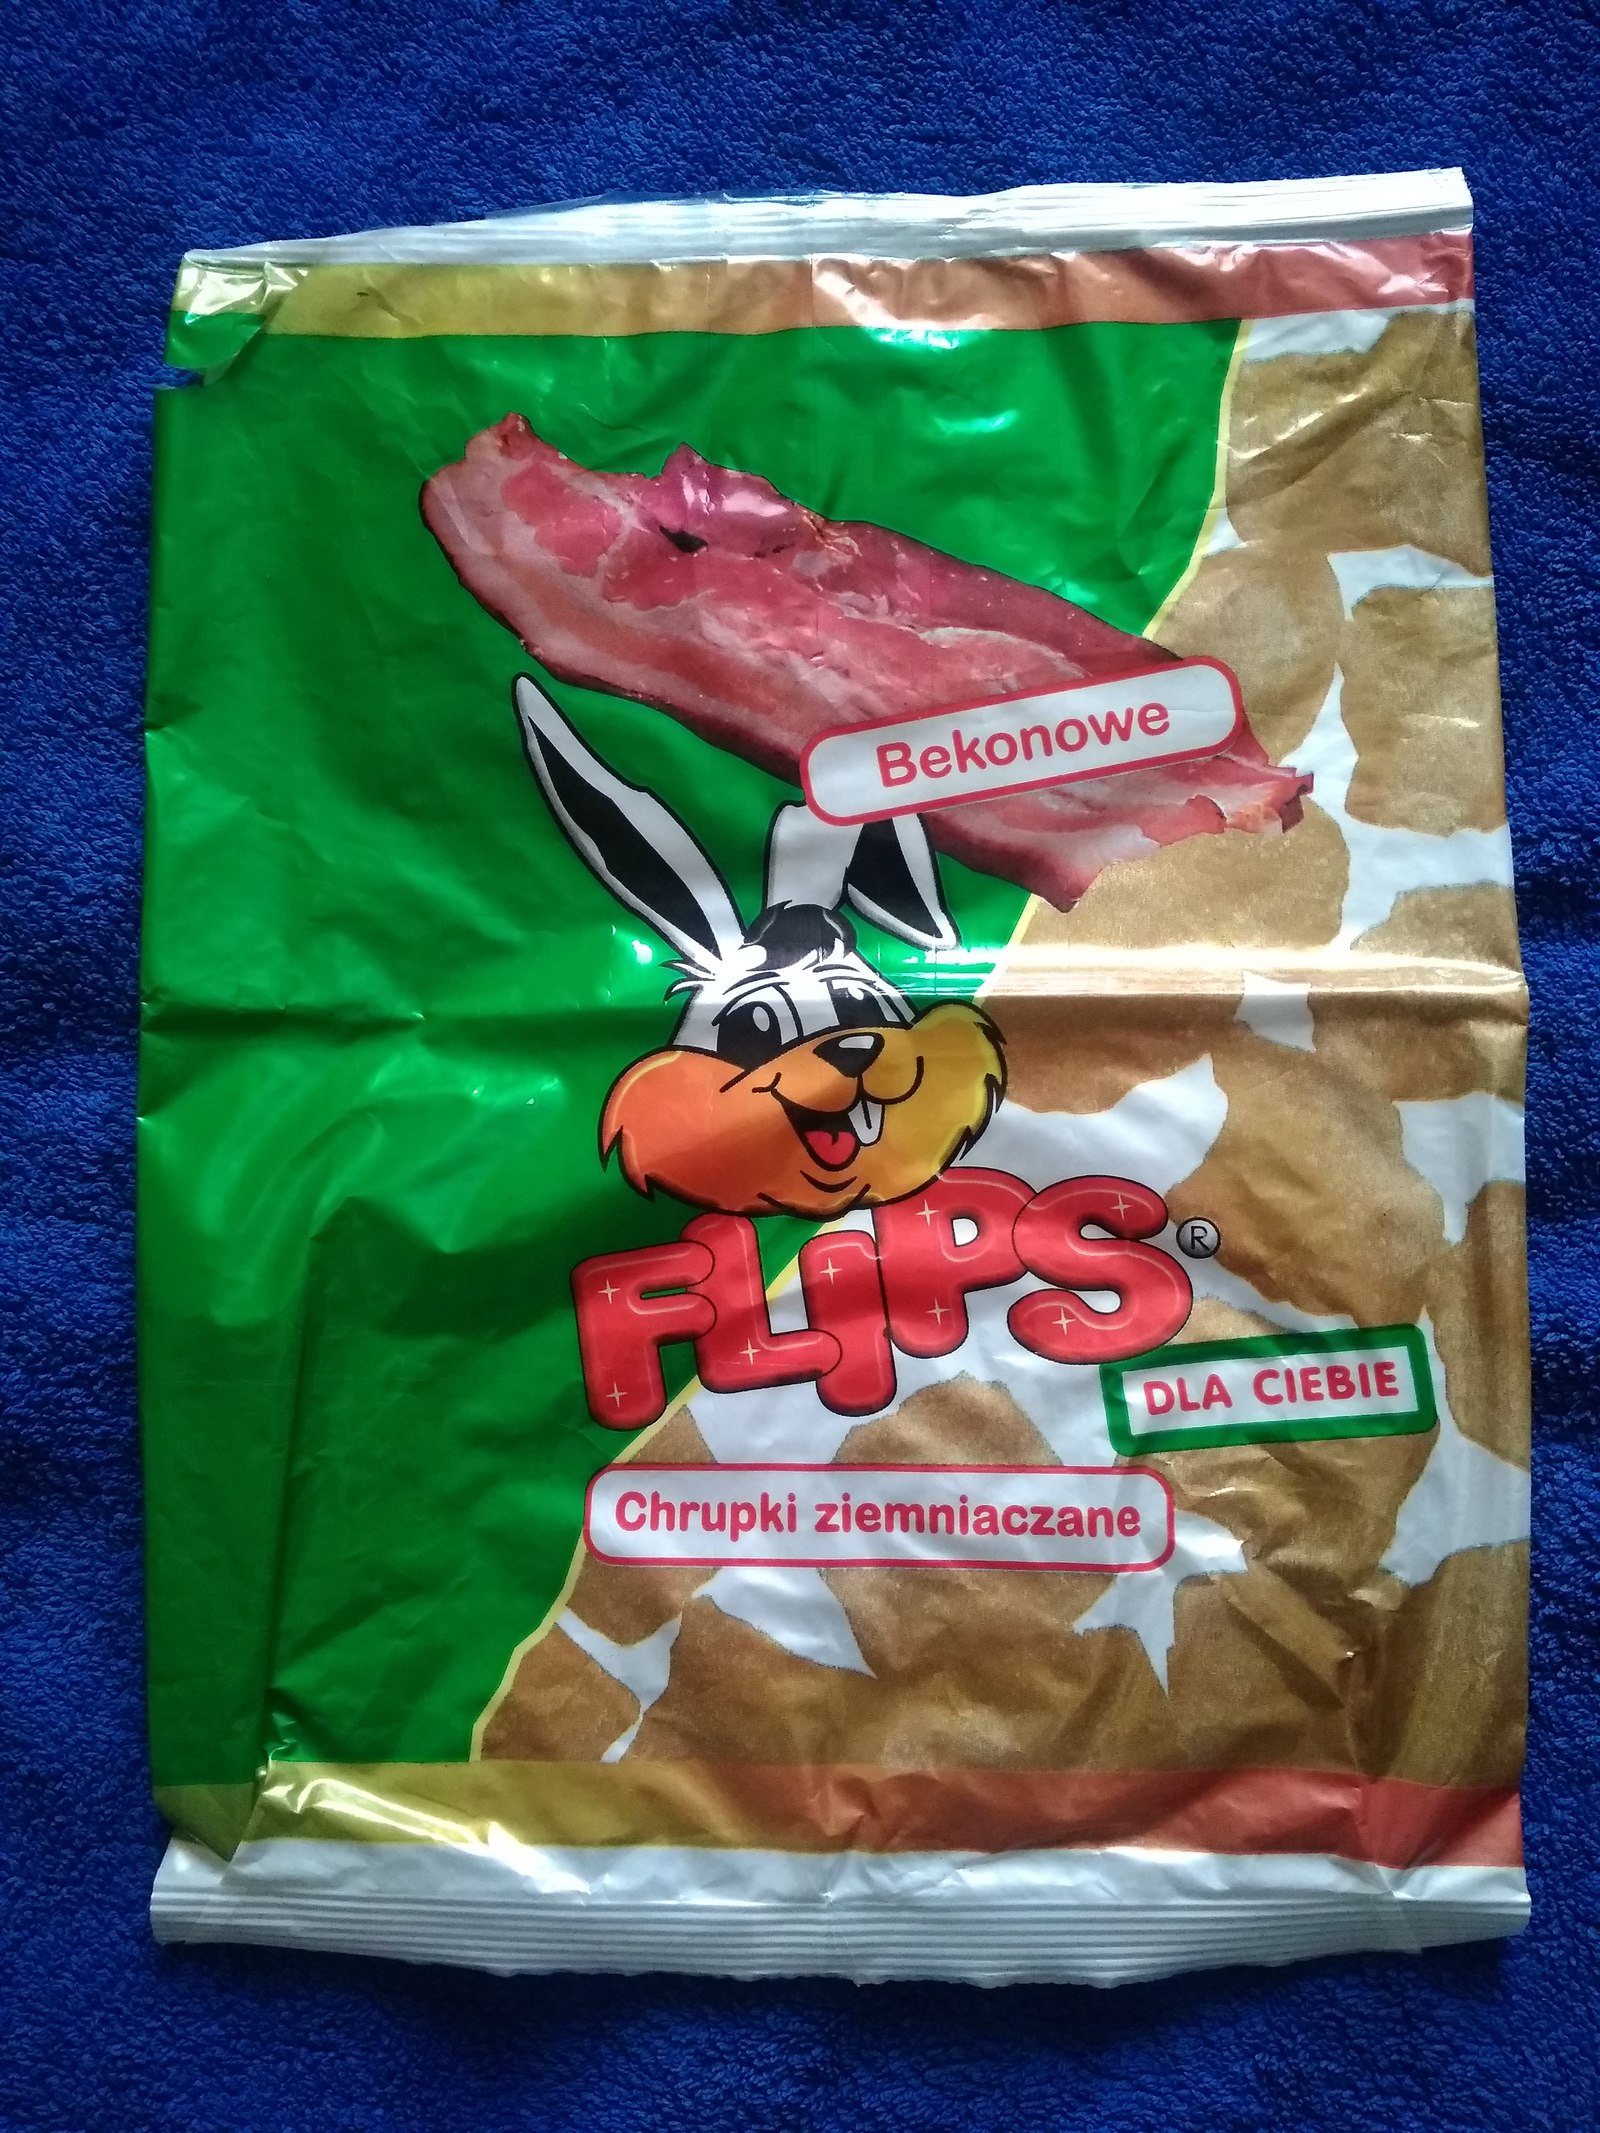 Bekonowe
FLIPS®
DLA CIEBIE
Chrupki ziemniaczane